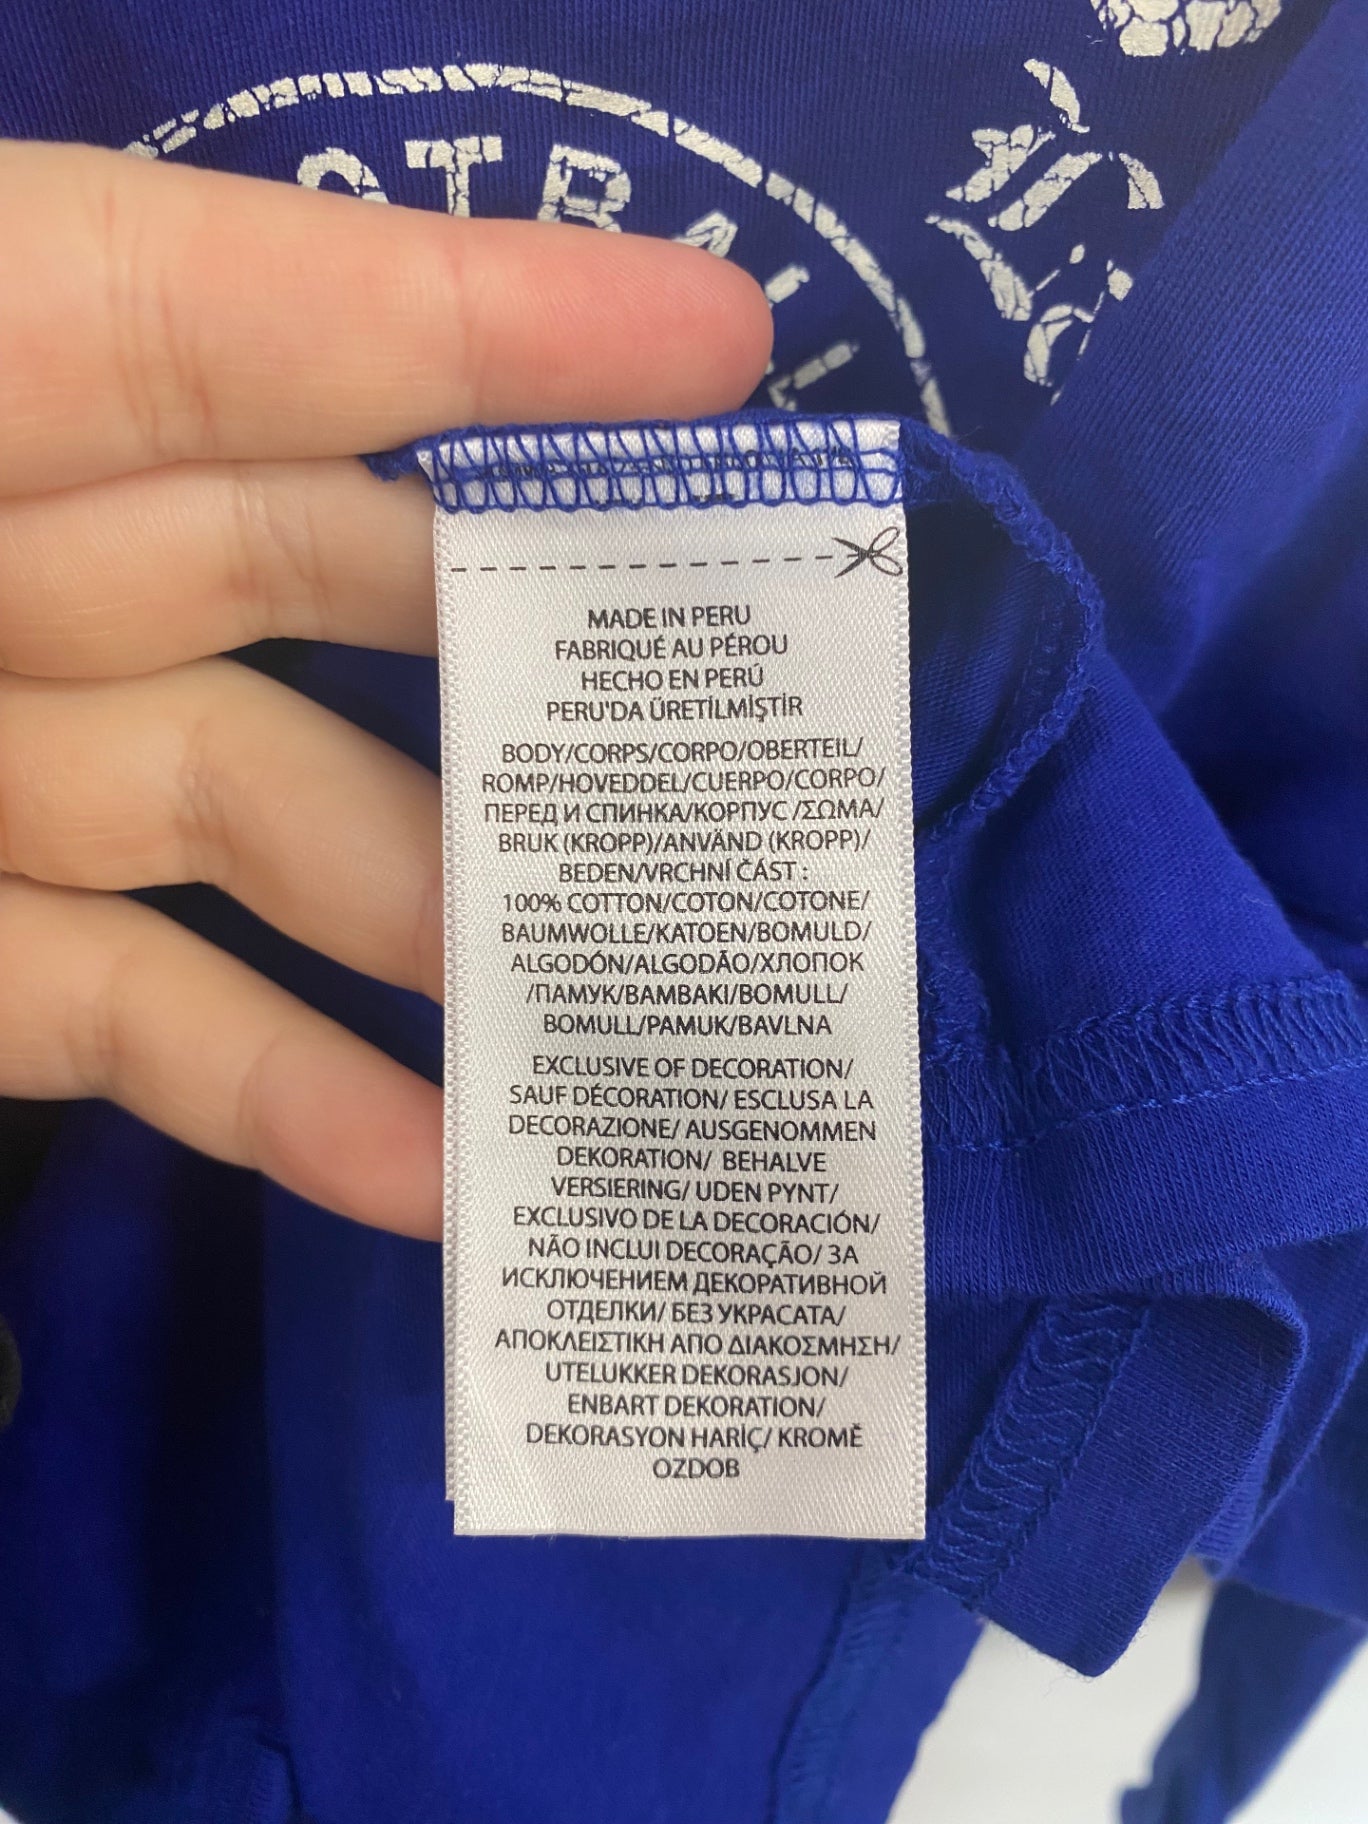 MADE IN PERU
FABRIQUÉ AU PÉROU
HECHO EN PERÚ
PERU'DA ÜRETİLMİŞTİR
BODY/CORPS/CORPO/OBERTEIL/
ROMP/HOVEDDEL/CUERPO/CORPO/
ПЕРЕД И СПИНКА/КОРПУС /ΣΩΜΑ/
BRUK (KROPP)/ANVÄND (KROPP)/
BEDEN/VRCHNÍ ČÁST :
100% COTTON/COTON/COTONE/
BAUMWOLLE/KATOEN/BOMULD/
ALGODÓN/ALGODÃO/ХЛОПОК
/ПАМУК/ΒΑΜΒΑΚΙ/BOMULL/
BOMULL/PAMUK/BAVLNA
EXCLUSIVE OF DECORATION/
SAUF DÉCORATION/ ESCLUSA LA
DECORAZIONE/ AUSGENOMMEN
DEKORATION/ BEHALVE
VERSIERING/ UDEN PYNT/
EXCLUSIVO DE LA DECORACIÓN/
NÃO INCLUI DECORAÇÃO/ ЗА
ИСКЛЮЧЕНИЕМ ДЕКОРАТИВНОЙ
ОТДЕЛКИ/ БЕЗ УКРАСАТА/
ΑΠΟΚΛΕΙΣΤΙΚΗ ΑΠΟ ΔΙΑΚΟΣΜΗΣΗ/
UTELUKKER DEKORASJON/
ENBART DEKORATION/
DEKORASYON HARİÇ/ KROMĚ
OZDOB